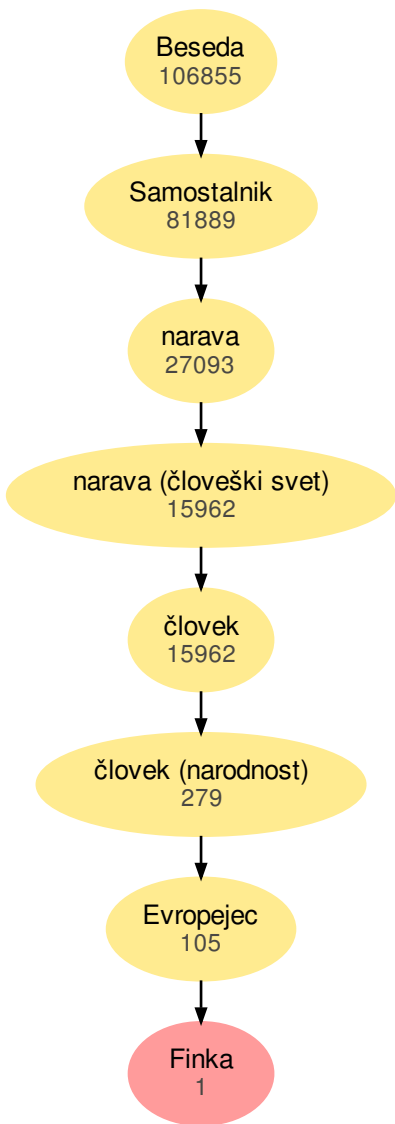 Beseda
106855
Samostalnik
81889
narava
27093
narava (človeški svet)
15962
človek
15962
človek (narodnost)
279
Evropejec
105
Finka
1